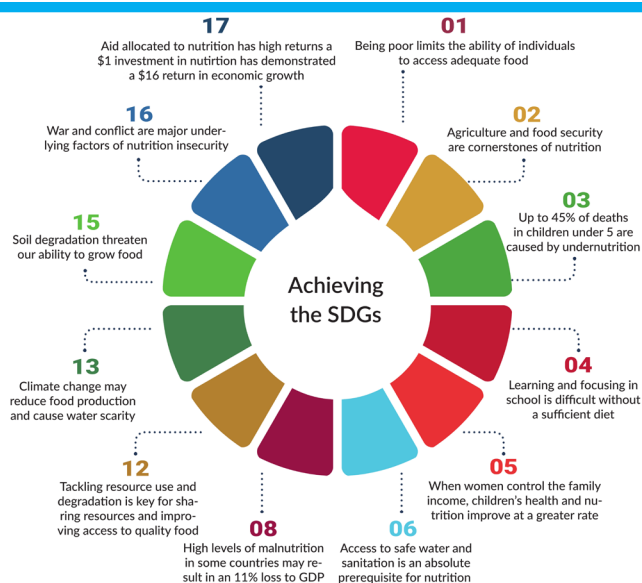 17
Aid allocated to nutrition has high returns a
$1 investment in nutirtion has demonstrated
a $16 return in economic growth
01
Being poor limits the ability of individuals
to access adequate food
02
Agriculture and food security
are cornerstones of nutrition
03
Up to 45% of deaths
in children under 5 are
caused by undernutrition
04
Learning and focusing in
school is difficult without
a sufficient diet
05
When women control the family
income, children's health and nu-
trition improve at a greater rate
06
Access to safe water and
sanitation is an absolute
prerequisite for nutrition
08
High levels of malnutrition
in some countries may re-
sult in an 11% loss to GDP
12
Tackling resource use and
degradation is key for sha-
ring resources and impro-
ving access to quality food
13
Climate change may
reduce food production
and cause water scarity
15
Soil degradation threaten
our ability to grow food
16
War and conflict are major under-
lying factors of nutrition insecurity
Achieving
the SDGs